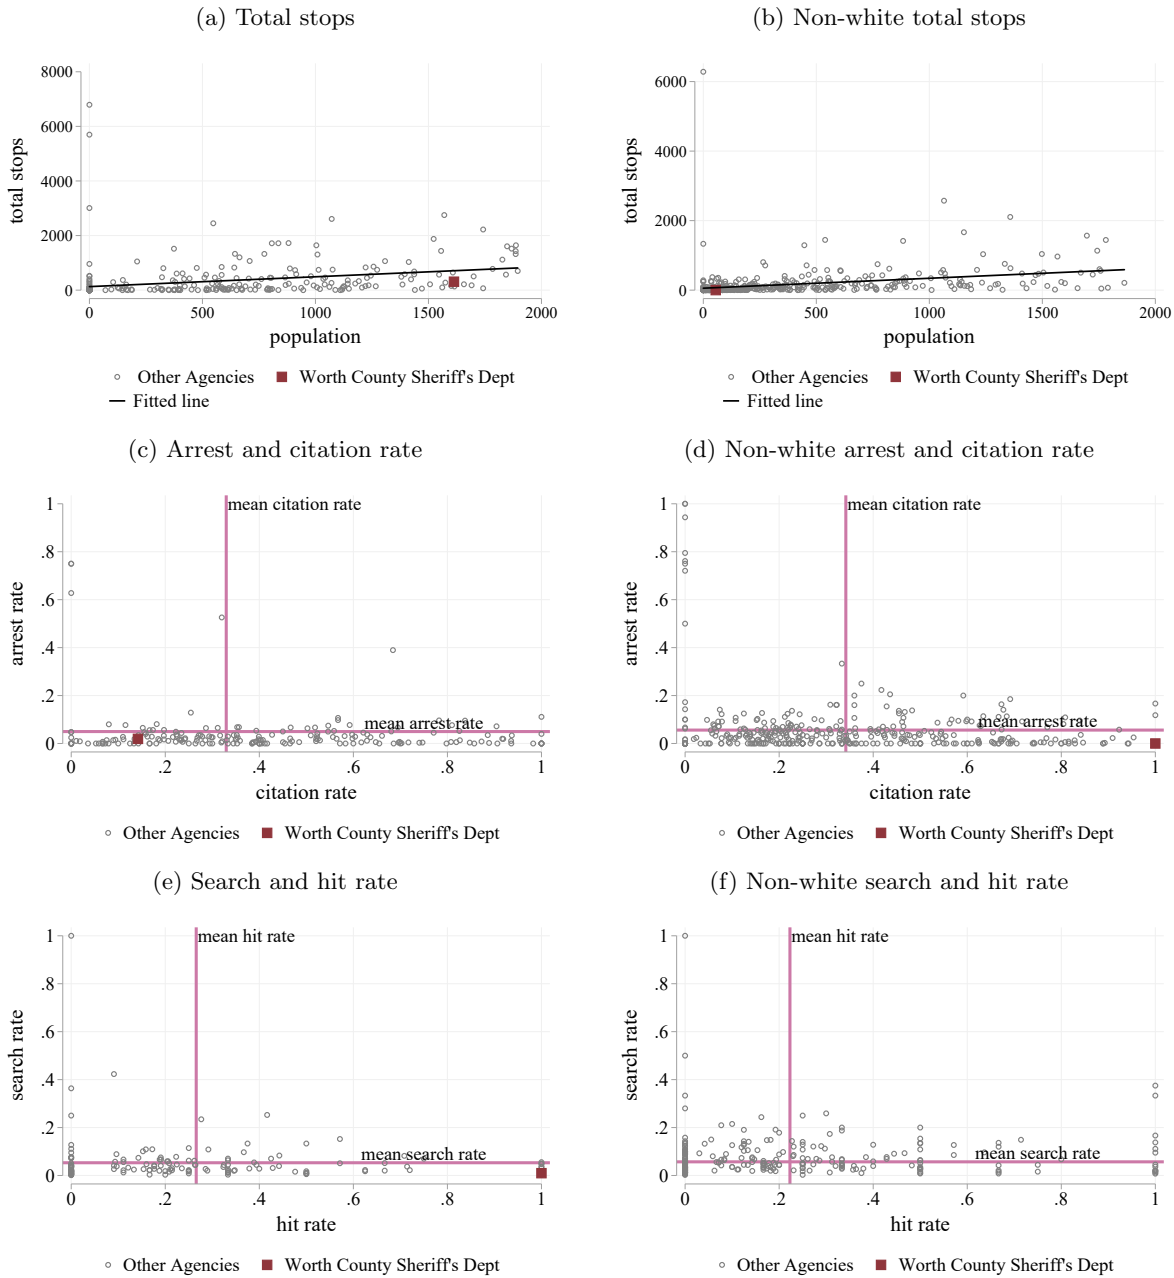 (a) Total stops
8000
6000
4000
2000
0
total stops
0 500 1000 1500 2000
population
Other Agencies Worth County Sheriff's Dept
Fitted line
(b) Non-white total stops
6000
4000
2000
0
total stops
0 500 1000 1500 2000
population
Other Agencies Worth County Sheriff's Dept
Fitted line
(c) Arrest and citation rate
1
.8
.6
.4
.2
0
arrest rate
mean citation rate
mean arrest rate
0 .2 .4 .6 .8 1
citation rate
Other Agencies Worth County Sheriff's Dept
(d) Non-white arrest and citation rate
1
.8
.6
.4
.2
0
arrest rate
mean citation rate
mean arrest rate
0 .2 .4 .6 .8 1
citation rate
Other Agencies Worth County Sheriff's Dept
(e) Search and hit rate
1
.8
.6
.4
.2
0
search rate
mean hit rate
mean search rate
0 .2 .4 .6 .8 1
hit rate
Other Agencies Worth County Sheriff's Dept
(f) Non-white search and hit rate
1
.8
.6
.4
.2
0
search rate
mean hit rate
mean search rate
0 .2 .4 .6 .8 1
hit rate
Other Agencies Worth County Sheriff's Dept